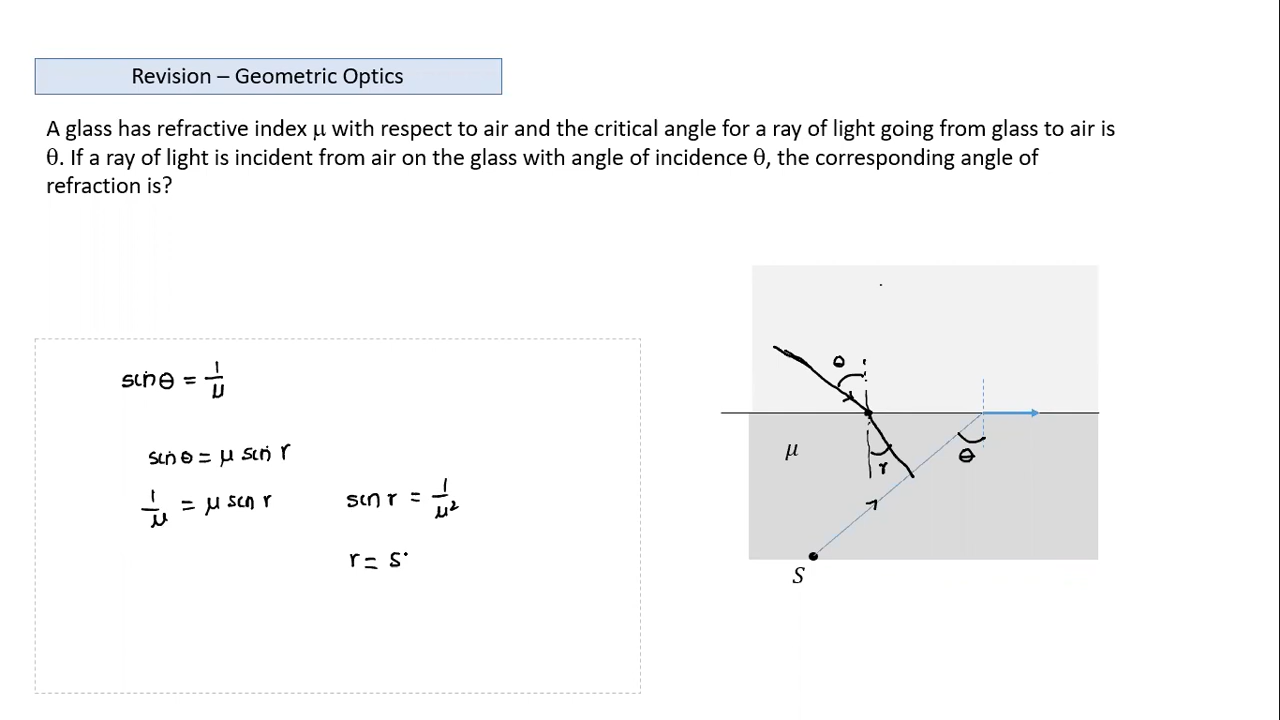 Revision – Geometric Optics
A glass has refractive index μ with respect to air and the critical angle for a ray of light going from glass to air is
θ. If a ray of light is incident from air on the glass with angle of incidence θ, the corresponding angle of
refraction is?
sinθ = 1/μ
sinθ = μ sin r
1/μ = μ sin r
sin r = 1/μ²
r = s
θ
μ
r
θ
S